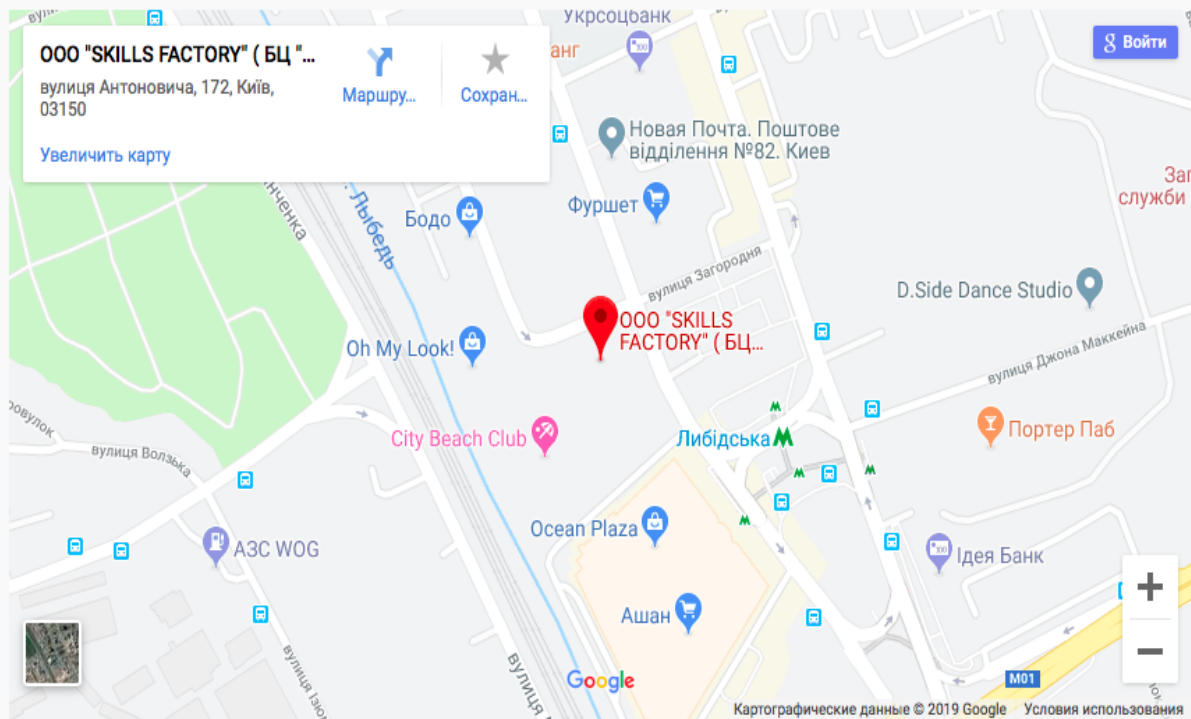 Укрсоцбанк
ООО "SKILLS FACTORY" ( БЦ "...
вулиця Антоновича, 172, Київ,
03150
Маршру...
Сохран...
Увеличить карту
Войти
Новая Почта. Поштове
відділення №82. Киев
служби
Фуршет
Бодо
Лыбедь
вулиця Загородня
D.Side Dance Studio
ООО "SKILLS
FACTORY" ( БЦ...
Oh My Look!
вулиця Джона Маккейна
City Beach Club
Либідська
Портер Паб
вулиця Волзька
Ocean Plaza
АЗС WOG
Ідея Банк
Ашан
вулиця
Google
M01
Картографические данные © 2019 Google
Условия использования